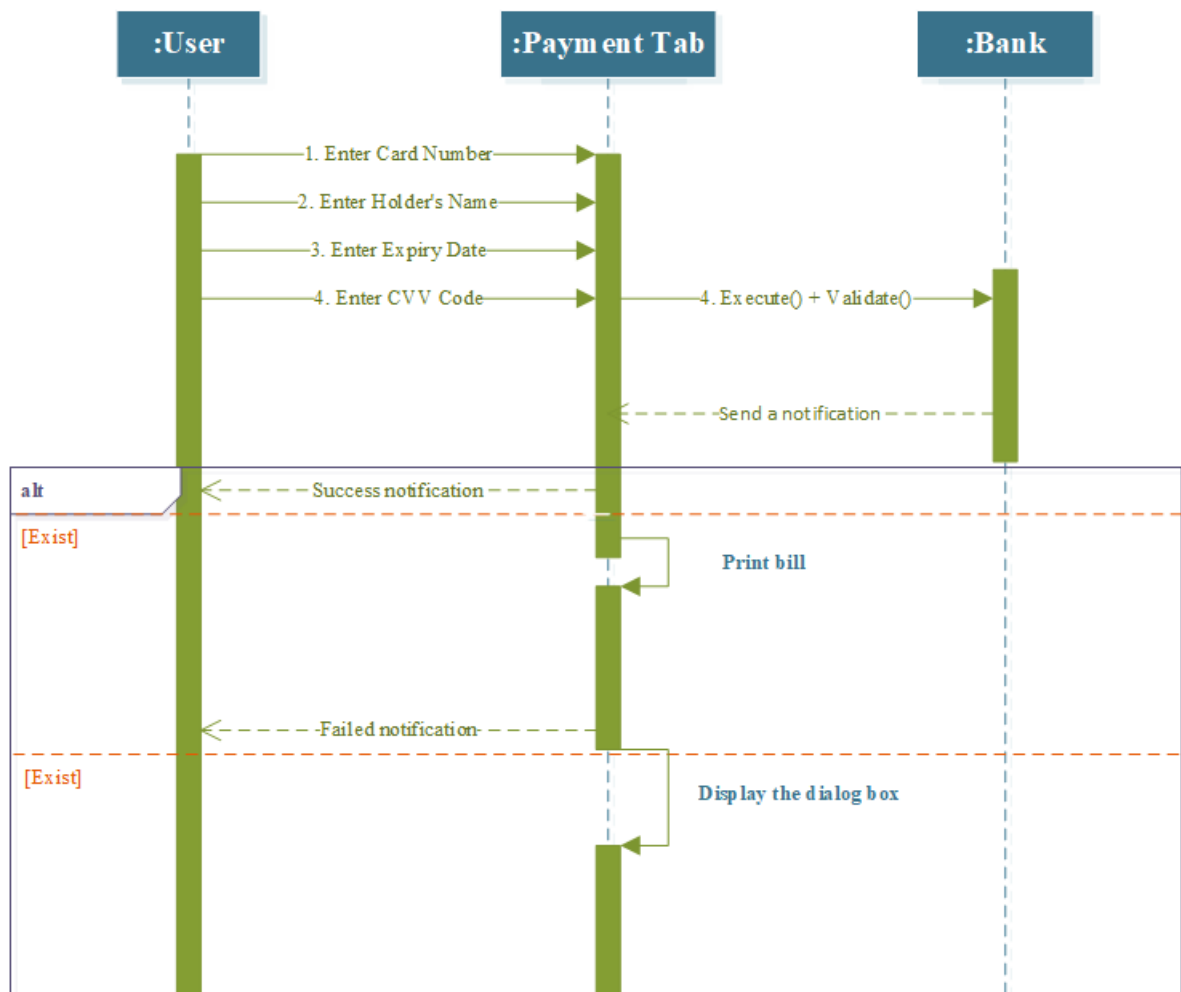 :User
:Payment Tab
:Bank
1. Enter Card Number
2. Enter Holder's Name
3. Enter Expiry Date
4. Enter CVV Code
4. Execute() + Validate()
Send a notification
alt
Success notification
[Exist]
Print bill
Failed notification
[Exist]
Display the dialog box